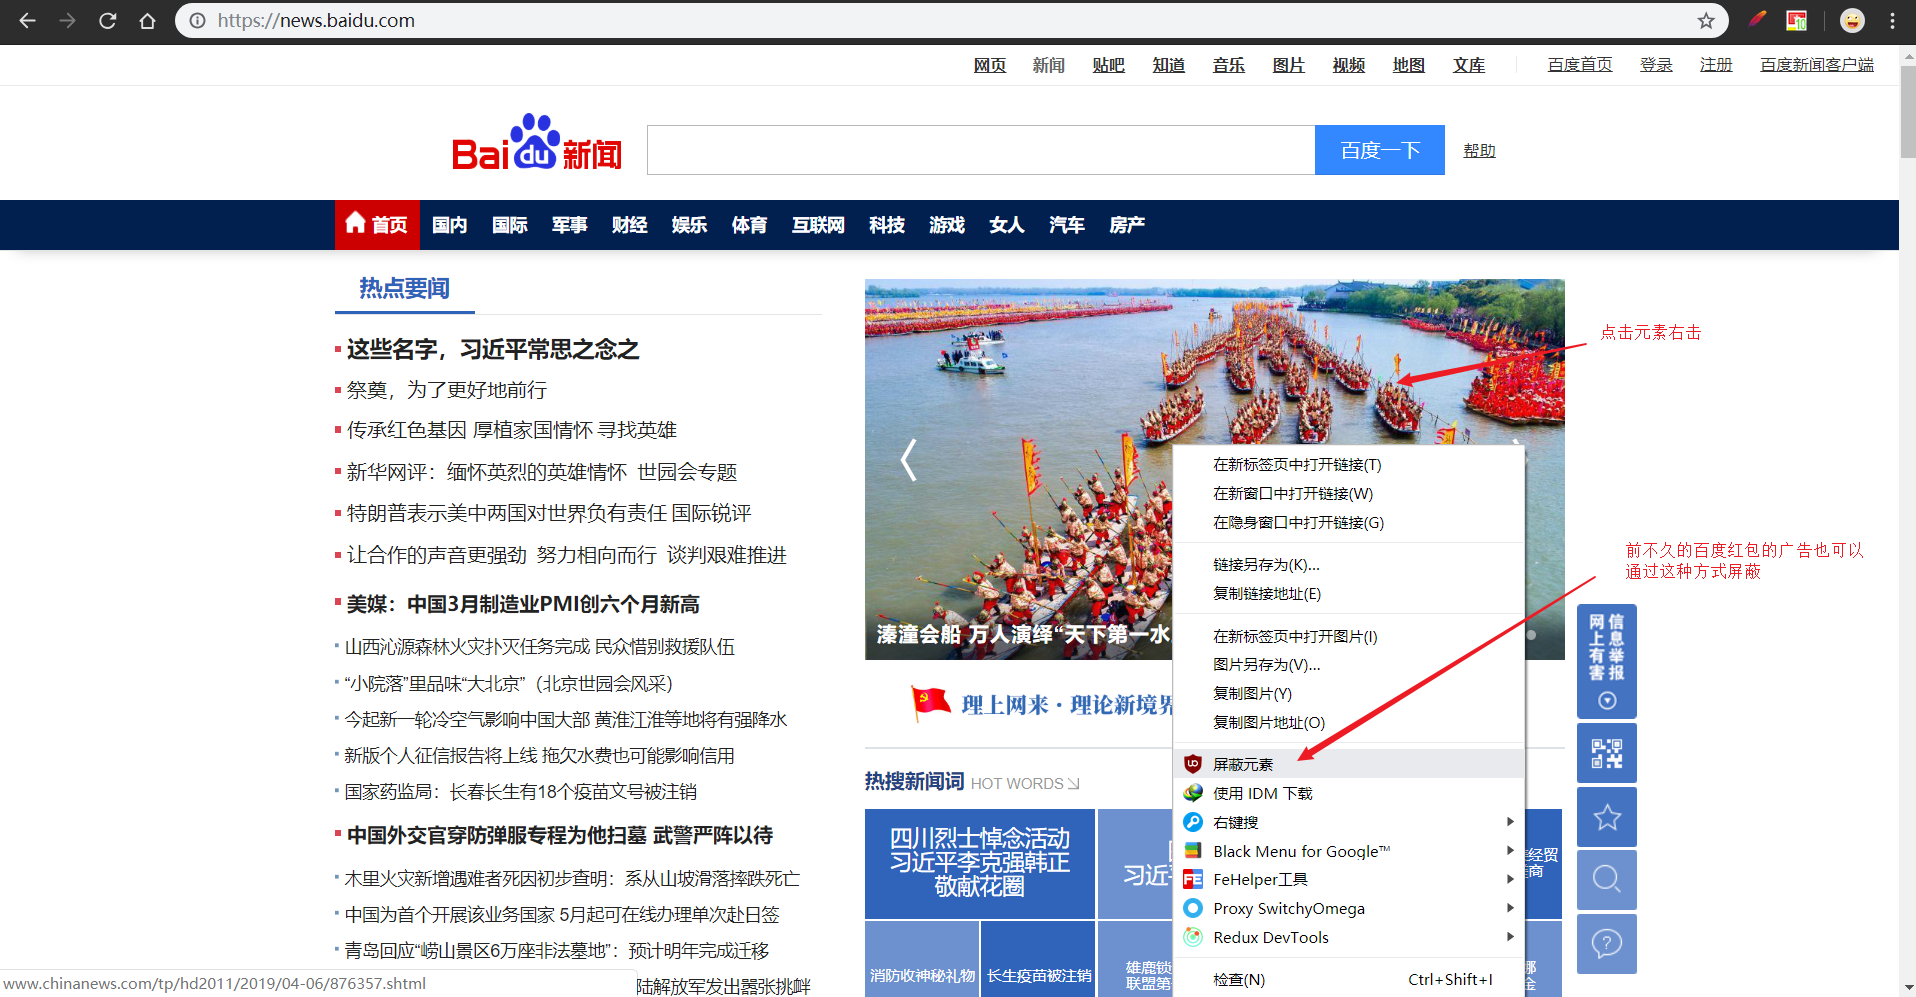 https://news.baidu.com
网页 新闻 贴吧 知道 音乐 图片 视频 地图 文库 百度首页 登录 注册 百度新闻客户端
Bai du 新闻
百度一下
帮助
首页 国内 国际 军事 财经 娱乐 体育 互联网 科技 游戏 女人 汽车 房产
热点要闻
这些名字，习近平常思之念之
祭奠，为了更好地前行
传承红色基因 厚植家国情怀 寻找英雄
新华网评：缅怀英烈的英雄情怀 世园会专题
特朗普表示美中两国对世界负有责任 国际锐评
让合作的声音更强劲 努力相向而行 谈判艰难推进
美媒：中国3月制造业PMI创六个月新高
山西沁源森林火灾扑灭任务完成 民众惜别救援队伍
“小院落”里品味“大北京”（北京世园会风采）
今起新一轮冷空气影响中国大部 黄淮江淮等地将有强降水
新版个人征信报告将上线 拖欠水费也可能影响信用
国家药监局：长春长生有18个疫苗文号被注销
中国外交官穿防弹服专程为他扫墓 武警严阵以待
木里火灾新增遇难者死因初步查明：系从山坡滑落摔跌死亡
中国为首个开展该业务国家 5月起可在线办理单次赴日签
青岛回应“崂山景区6万座非法墓地”：预计明年完成迁移
陆解放军发出嚣张挑衅
www.chinanews.com/tp/hd2011/2019/04-06/876357.shtml
溱潼会船 万人演绎“天下第一水
理上网来·理论新境界
热搜新闻词 HOT WORDS
四川烈士悼念活动
习近平李克强韩正
敬献花圈
习近
经贸
商
消防收神秘礼物
长生疫苗被注销
雄鹿锁
联盟第
金
在新标签页中打开链接(T)
在新窗口中打开链接(W)
在隐身窗口中打开链接(G)
链接另存为(K)...
复制链接地址(E)
在新标签页中打开图片(I)
图片另存为(V)...
复制图片(Y)
复制图片地址(O)
屏蔽元素
使用 IDM 下载
右键搜
Black Menu for Google™
FeHelper工具
Proxy SwitchyOmega
Redux DevTools
检查(N) Ctrl+Shift+I
点击元素右击
前不久的百度红包的广告也可以
通过这种方式屏蔽
网上有害
信息举报